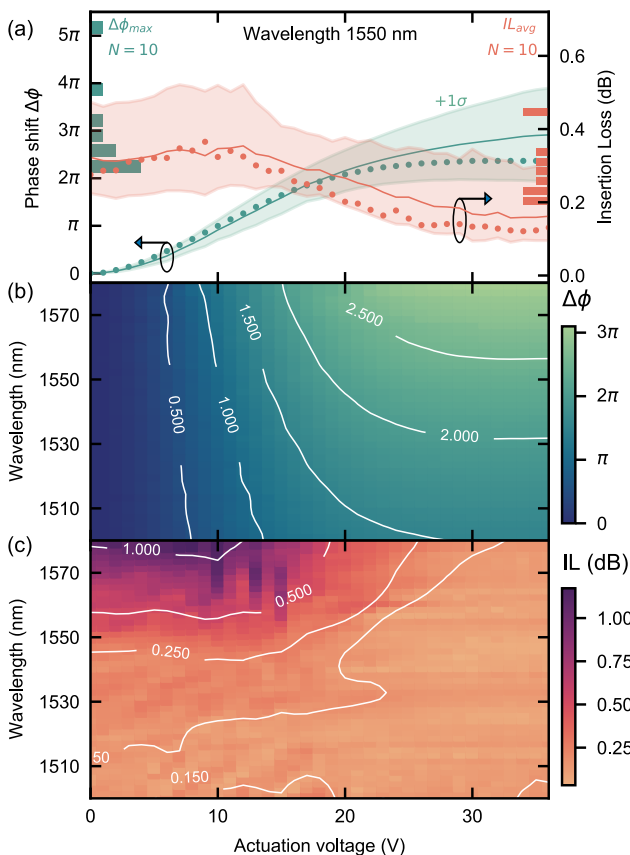 (a)
Δϕmax
N = 10
Wavelength 1550 nm
ILavg
N = 10
+1σ
5π
4π
3π
2π
π
0
Phase shift Δϕ
0.6
0.4
0.2
0.0
Insertion Loss (dB)
(b)
1570
1550
1530
1510
Wavelength (nm)
0.500
1.000
1.500
2.500
2.000
Δϕ
3π
2π
π
0
(c)
1570
1550
1530
1510
Wavelength (nm)
1.000
0.500
0.250
50
0.150
IL (dB)
1.00
0.75
0.50
0.25
0
10
20
30
Actuation voltage (V)